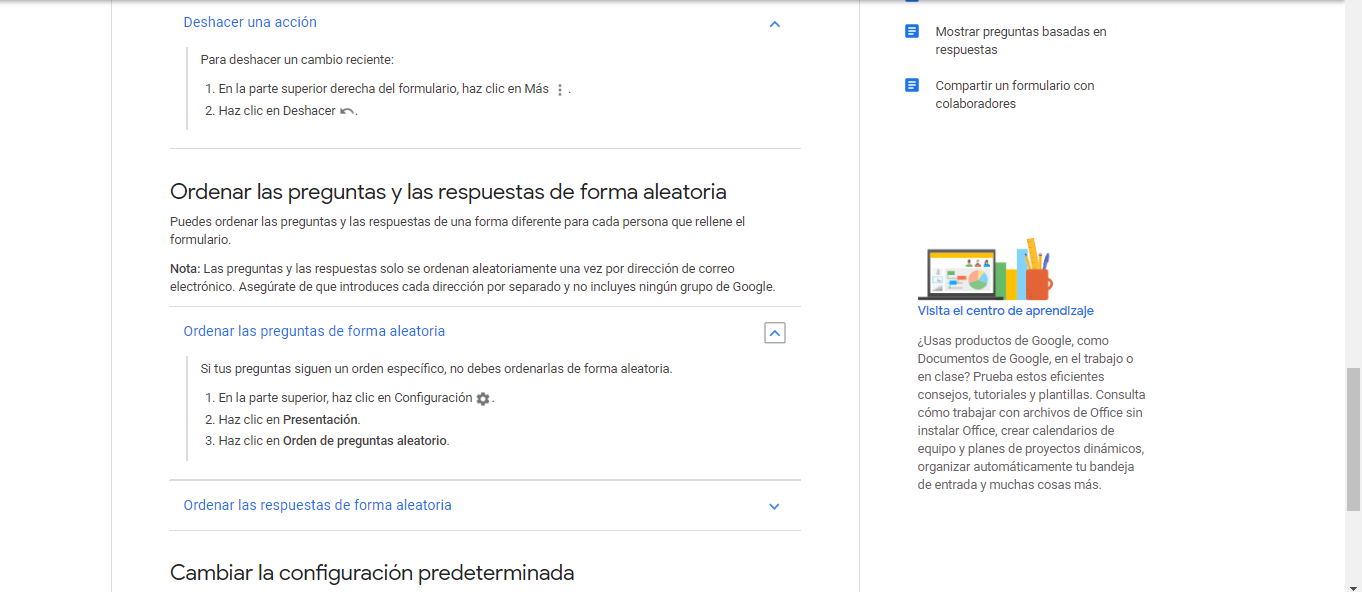 Deshacer una acción
Para deshacer un cambio reciente:
1. En la parte superior derecha del formulario, haz clic en Más .
2. Haz clic en Deshacer .
Ordenar las preguntas y las respuestas de forma aleatoria
Puedes ordenar las preguntas y las respuestas de una forma diferente para cada persona que rellene el
formulario.
Nota: Las preguntas y las respuestas solo se ordenan aleatoriamente una vez por dirección de correo
electrónico. Asegúrate de que introduces cada dirección por separado y no incluyes ningún grupo de Google.
Ordenar las preguntas de forma aleatoria
Si tus preguntas siguen un orden específico, no debes ordenarlas de forma aleatoria.
1. En la parte superior, haz clic en Configuración .
2. Haz clic en Presentación.
3. Haz clic en Orden de preguntas aleatorio.
Ordenar las respuestas de forma aleatoria
Cambiar la configuración predeterminada
Mostrar preguntas basadas en
respuestas
Compartir un formulario con
colaboradores
Visita el centro de aprendizaje
¿Usas productos de Google, como
Documentos de Google, en el trabajo o
en clase? Prueba estos eficientes
consejos, tutoriales y plantillas. Consulta
cómo trabajar con archivos de Office sin
instalar Office, crear calendarios de
equipo y planes de proyectos dinámicos,
organizar automáticamente tu bandeja
de entrada y muchas cosas más.